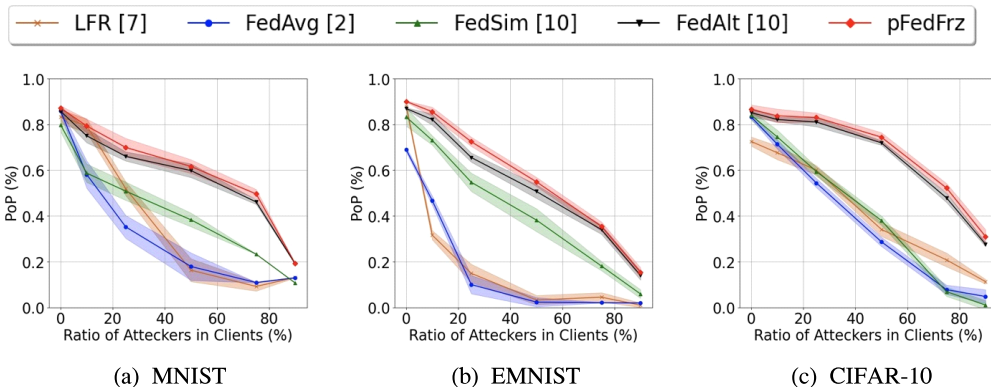 LFR [7] FedAvg [2] FedSim [10] FedAlt [10] pFedFrz
1.0 1.0 1.0
0.8 0.8 0.8
0.6 0.6 0.6
PoP (%) PoP (%) PoP (%)
0.4 0.4 0.4
0.2 0.2 0.2
0.0 0.0 0.0
0 20 40 60 80 0 20 40 60 80 0 20 40 60 80
Ratio of Atteckers in Clients (%) Ratio of Atteckers in Clients (%) Ratio of Atteckers in Clients (%)
(a) MNIST (b) EMNIST (c) CIFAR-10